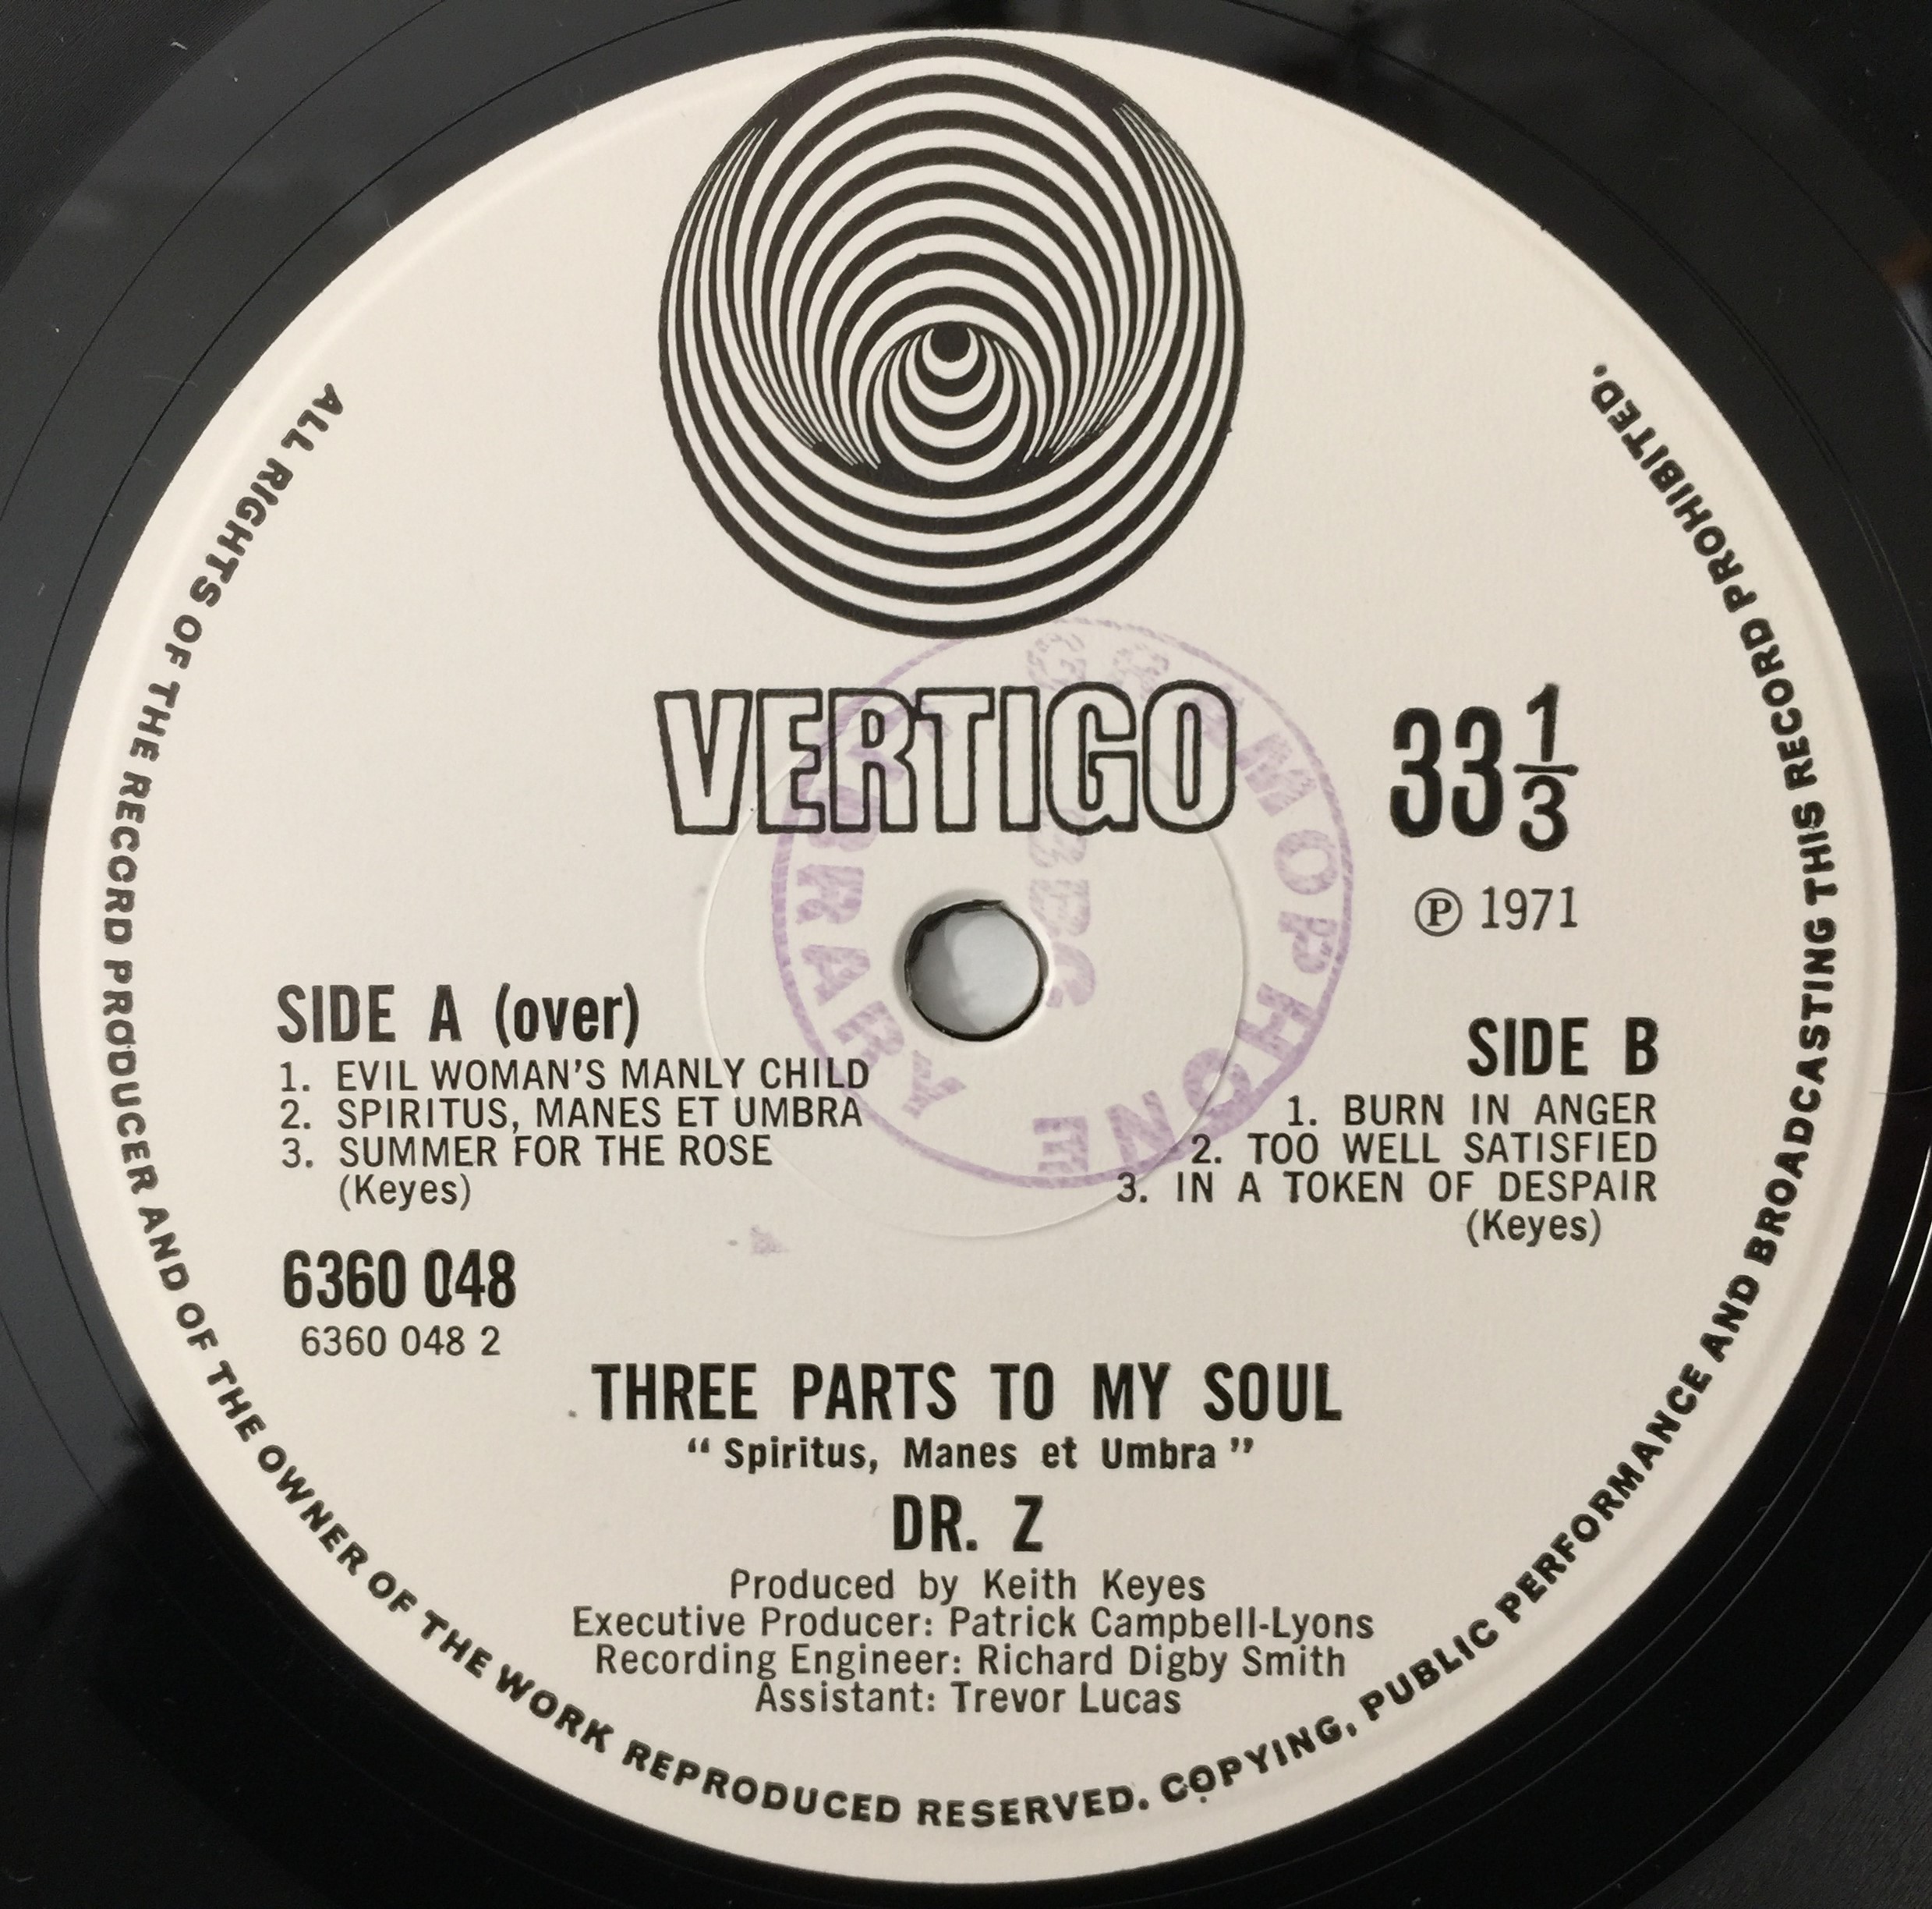 VERTIGO
33 1/3
Ⓟ 1971
SIDE A (over)
1. EVIL WOMAN'S MANLY CHILD
2. SPIRITUS, MANES ET UMBRA
3. SUMMER FOR THE ROSE
(Keyes)
SIDE B
1. BURN IN ANGER
2. TOO WELL SATISFIED
3. IN A TOKEN OF DESPAIR
(Keyes)
6360 048
6360 048 2
THREE PARTS TO MY SOUL
“ Spiritus, Manes et Umbra ”
DR. Z
Produced by Keith Keyes
Executive Producer: Patrick Campbell-Lyons
Recording Engineer: Richard Digby Smith
Assistant: Trevor Lucas
ALL RIGHTS OF THE RECORD PRODUCER AND OF THE OWNER OF THE WORK REPRODUCED RESERVED. COPYING, PUBLIC PERFORMANCE AND BROADCASTING THIS RECORD PROHIBITED.
GRAMOPHONE
LIBRARY
BBC